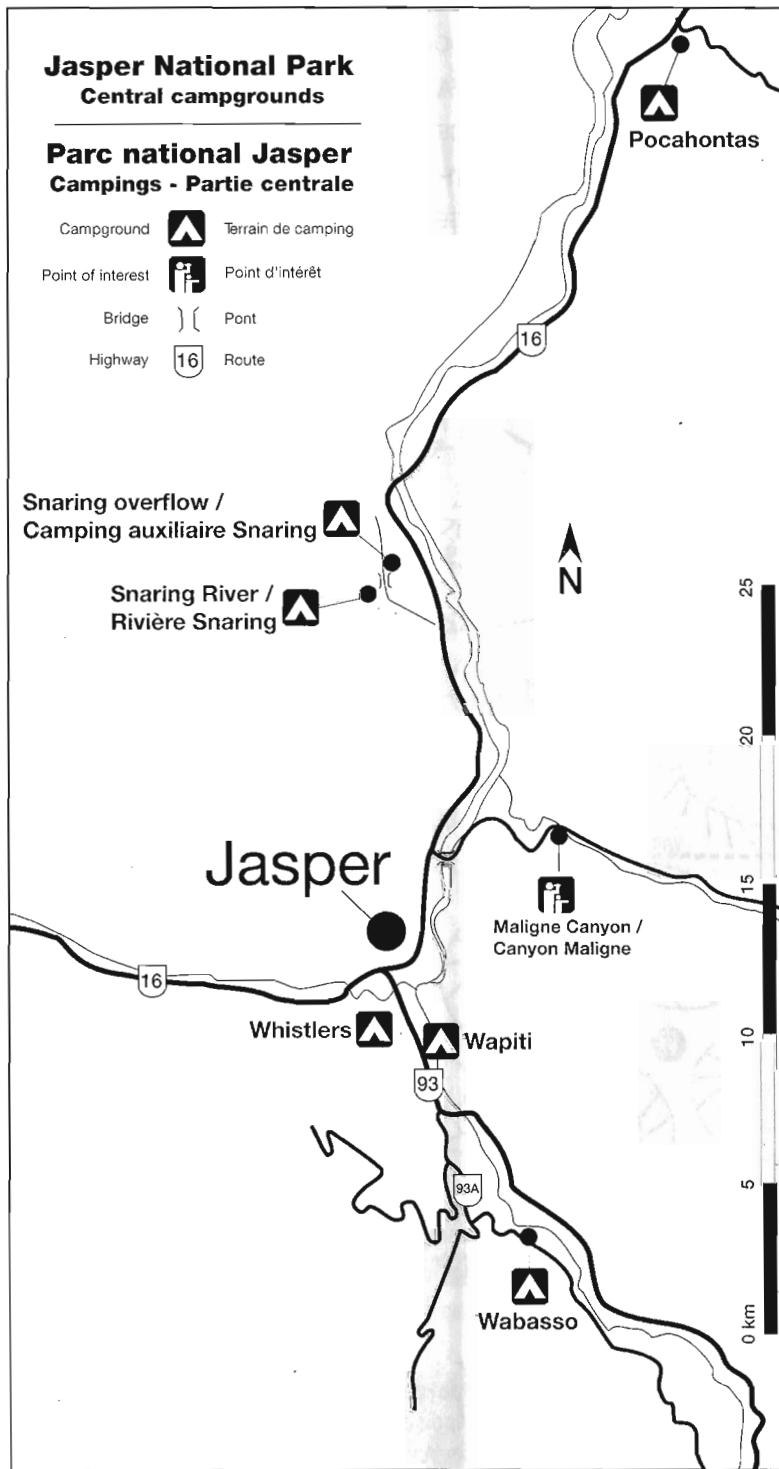 Jasper National Park
Central campgrounds
Parc national Jasper
Campings - Partie centrale
Campground Terrain de camping
Point of interest Point d'intérêt
Bridge Pont
Highway 16 Route
Pocahontas
16
Snaring overflow /
Camping auxiliaire Snaring
Snaring River /
Rivière Snaring
N
25
20
15
10
5
0 km
Jasper
Maligne Canyon /
Canyon Maligne
16
Whistlers
Wapiti
93
93A
Wabasso